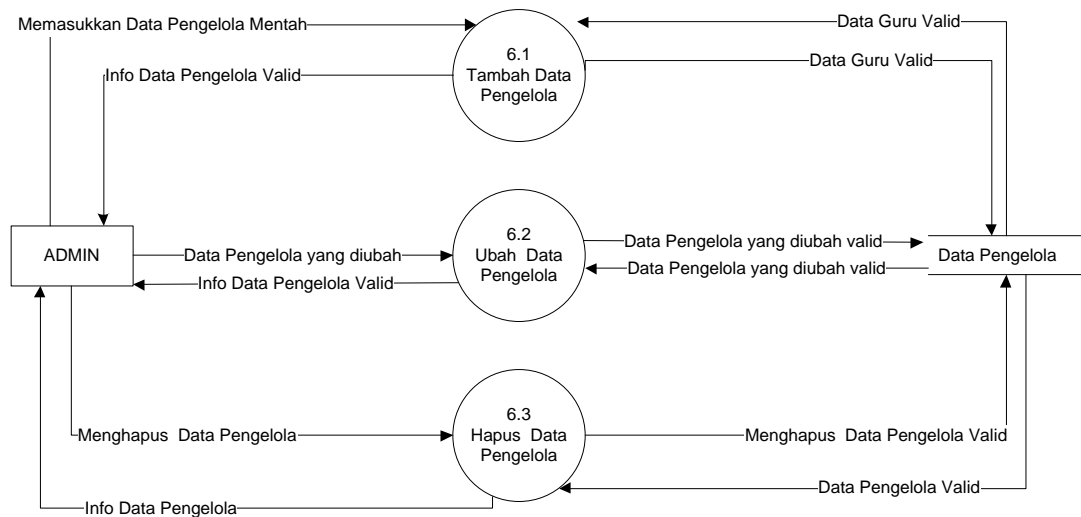 Memasukkan Data Pengelola Mentah
Data Guru Valid
6.1
Tambah Data
Pengelola
Info Data Pengelola Valid
Data Guru Valid
ADMIN
6.2
Ubah  Data
Pengelola
Data Pengelola yang diubah
Info Data Pengelola Valid
Data Pengelola yang diubah valid
Data Pengelola yang diubah valid
Data Pengelola
6.3
Hapus  Data
Pengelola
Menghapus  Data Pengelola
Menghapus  Data Pengelola Valid
Info Data Pengelola
Data Pengelola Valid